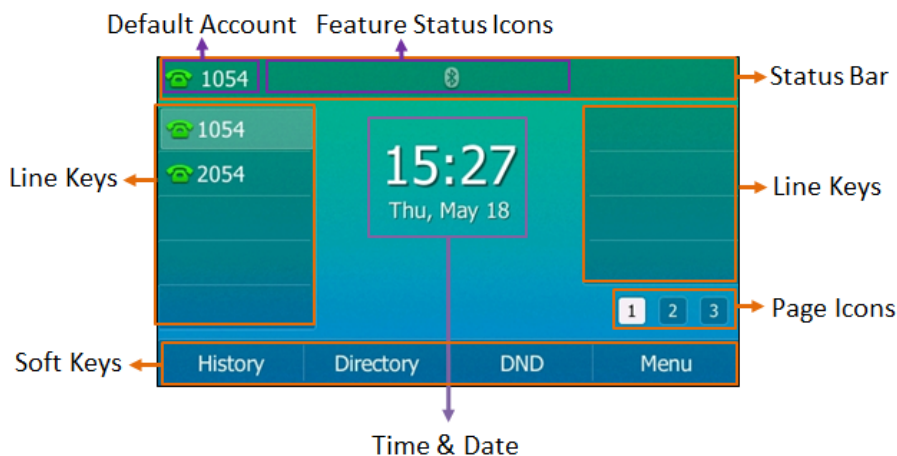 Default Account Feature Status Icons
1054
Status Bar
1054
2054
Line Keys
15:27
Thu, May 18
Line Keys
1 2 3
Page Icons
Soft Keys
History Directory DND Menu
Time & Date